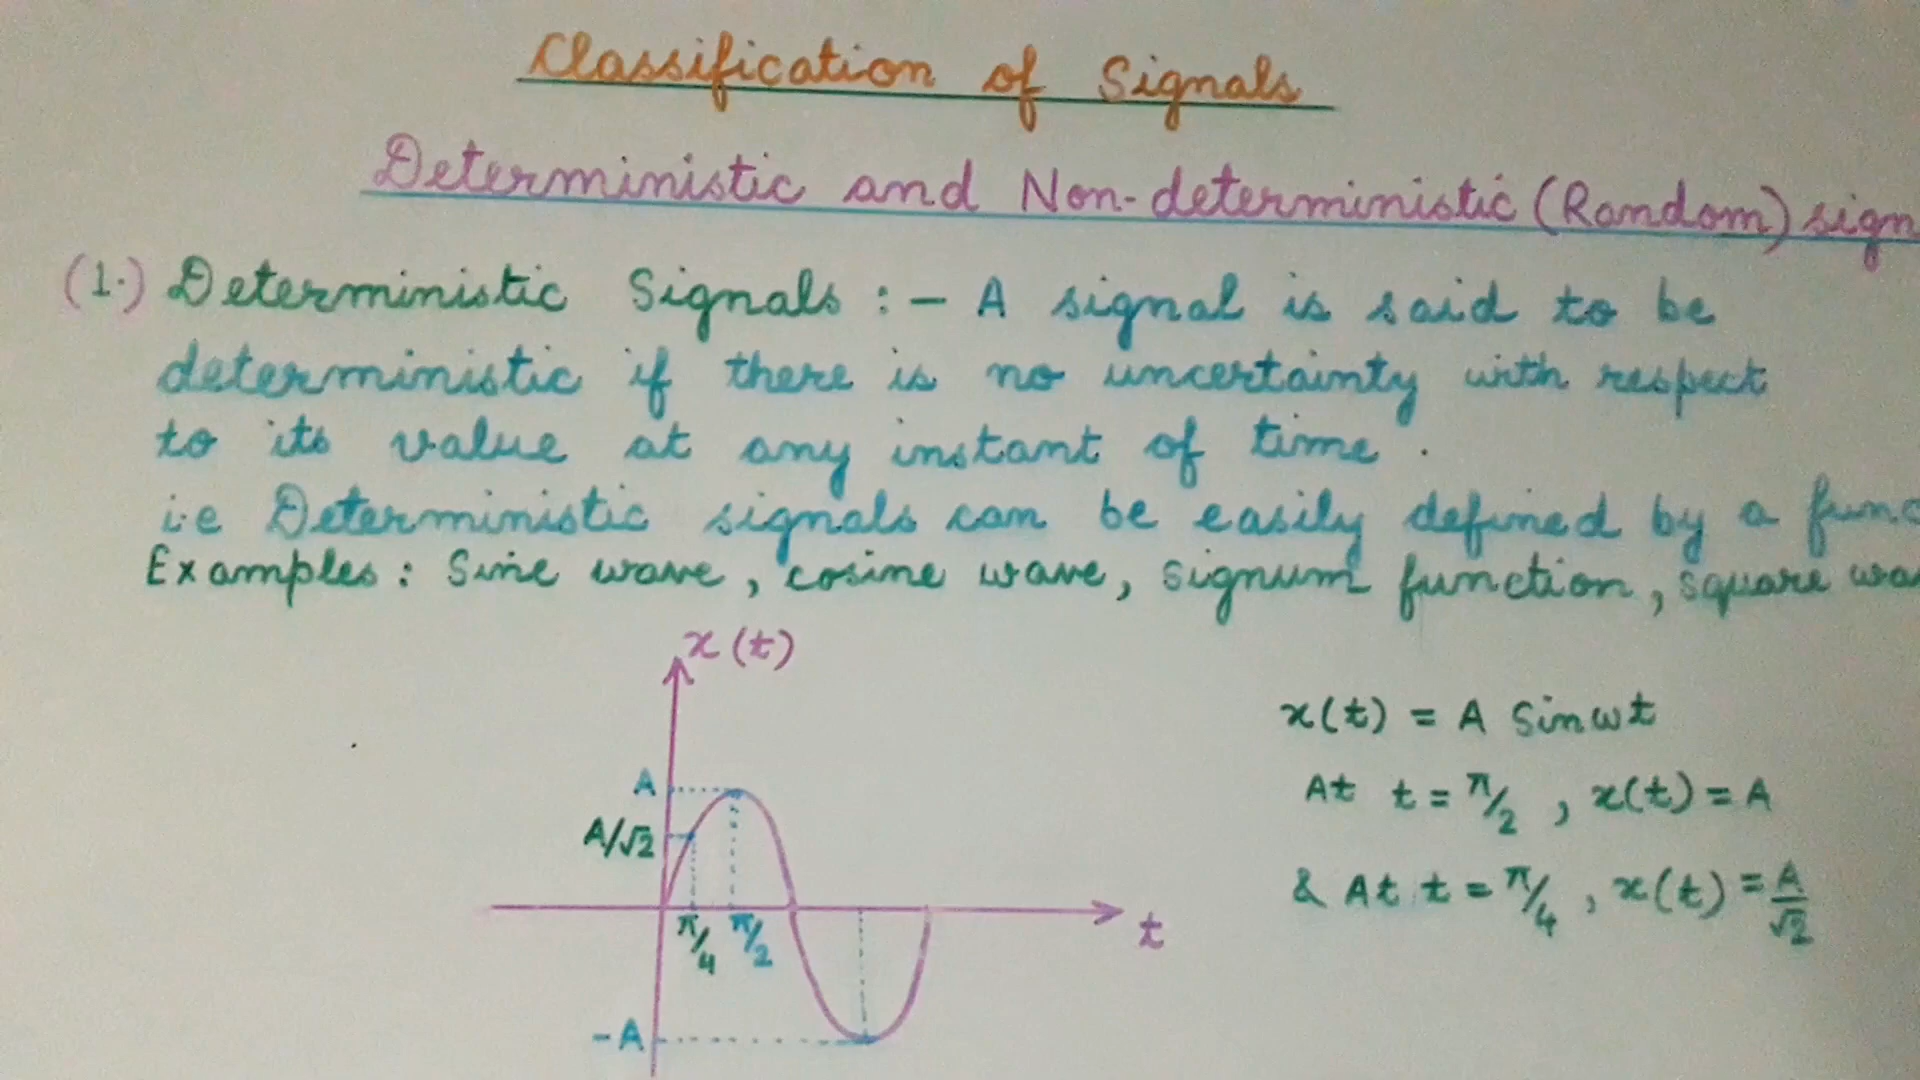 Classification of Signals
Deterministic and Non-deterministic (Random) sign
(1.) Deterministic Signals :- A signal is said to be
deterministic if there is no uncertainty with respect
to its value at any instant of time.
i.e Deterministic signals can be easily defined by a func
Examples: Sine wave, cosine wave, signum function, square wav
x(t)
x(t) = A Sinωt
A
At t = π/2, x(t) = A
A/√2
& At t = π/4, x(t) = A/√2
π/4 π/2 t
-A